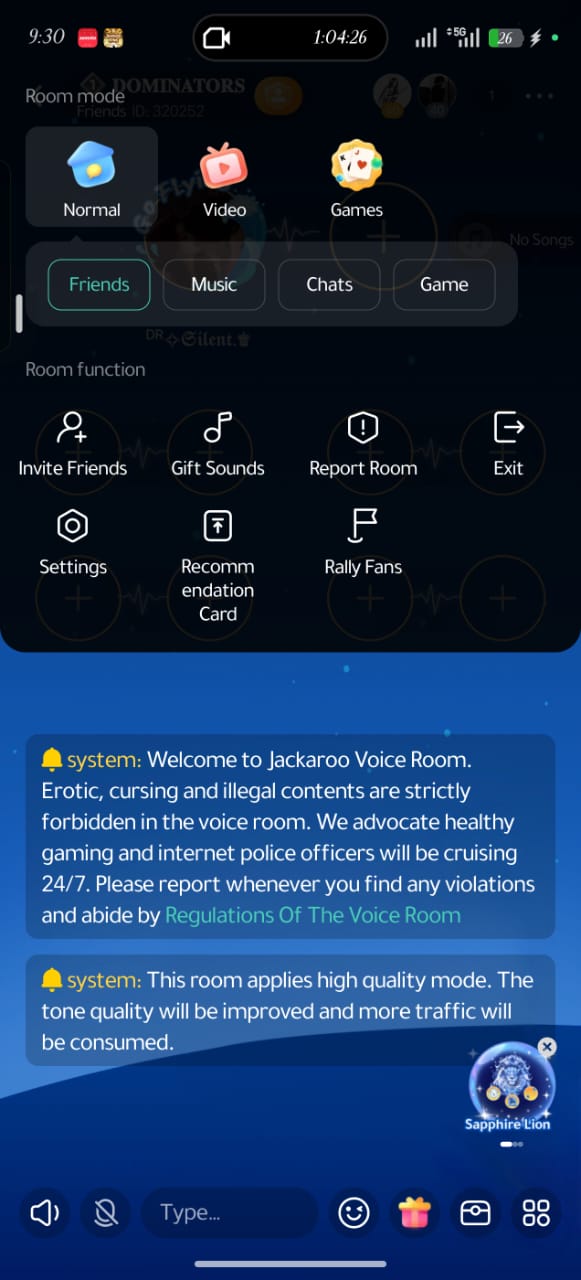 9:30
1:04:26
5G
26
DOMINATORS
Room mode
Friends ID: 320252
40
1
Normal
Video
Games
No Songs
Friends
Music
Chats
Game
DR✧𝕾ilent.♛
Room function
Invite Friends
Gift Sounds
Report Room
Exit
Settings
Recomm
endation
Card
Rally Fans
system: Welcome to Jackaroo Voice Room.
Erotic, cursing and illegal contents are strictly
forbidden in the voice room. We advocate healthy
gaming and internet police officers will be cruising
24/7. Please report whenever you find any violations
and abide by Regulations Of The Voice Room
system: This room applies high quality mode. The
tone quality will be improved and more traffic will
be consumed.
Sapphire Lion
Type...